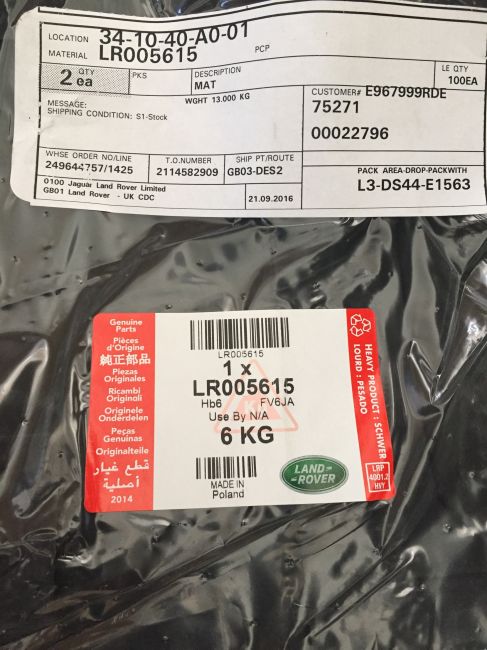 LOCATION 34-10-40-A0-01
MATERIAL LR005615 PCP
2 QTY ea
PKS
DESCRIPTION
MAT
LE QTY
100EA
WGHT 13.000 KG
MESSAGE:
SHIPPING CONDITION: S1-Stock
CUSTOMER# E967999RDE
75271
00022796
WHSE ORDER NO/LINE
249644757/1425
T.O.NUMBER
2114582909
SHIP PT/ROUTE
GB03-DES2
PACK AREA-DROP-PACKWITH
L3-DS44-E1563
0100 Jaguar Land Rover Limited
GB01 Land Rover - UK CDC
21.09.2016
Genuine
Parts
Pièces
d'Origine
純正部品
Piezas
Originales
Ricambi
Originali
Originele
Onderdelen
Peças
Genuinas
Originalteile
قطع غيار
أصلية
2014
LR005615
1 x
LR005615
Hb6 FV6JA
Use By N/A
6 KG
MADE IN
Poland
LAND-
-ROVER
HEAVY PRODUCT : SCHWER
LOURD : PESADO
LRP
4001.2
HVY